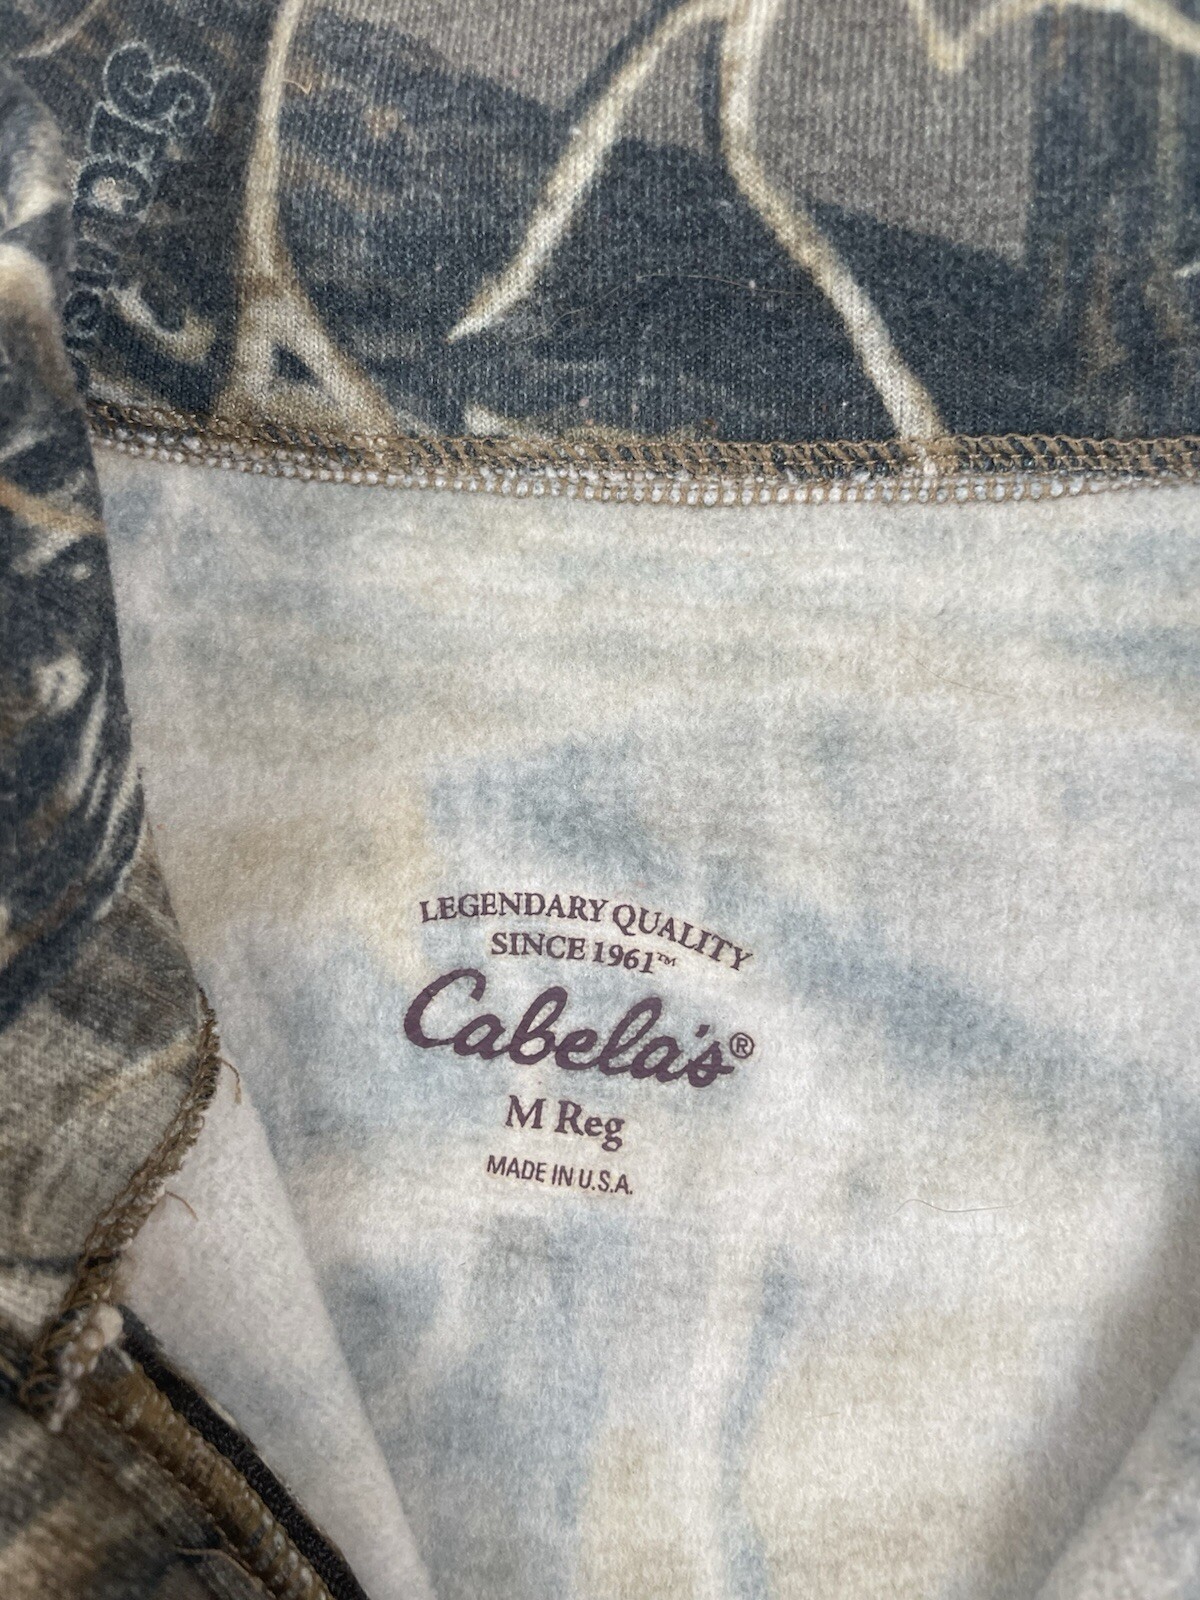 LEGENDARY QUALITY
SINCE 1961™
Cabela's®
M Reg
MADE IN U.S.A.